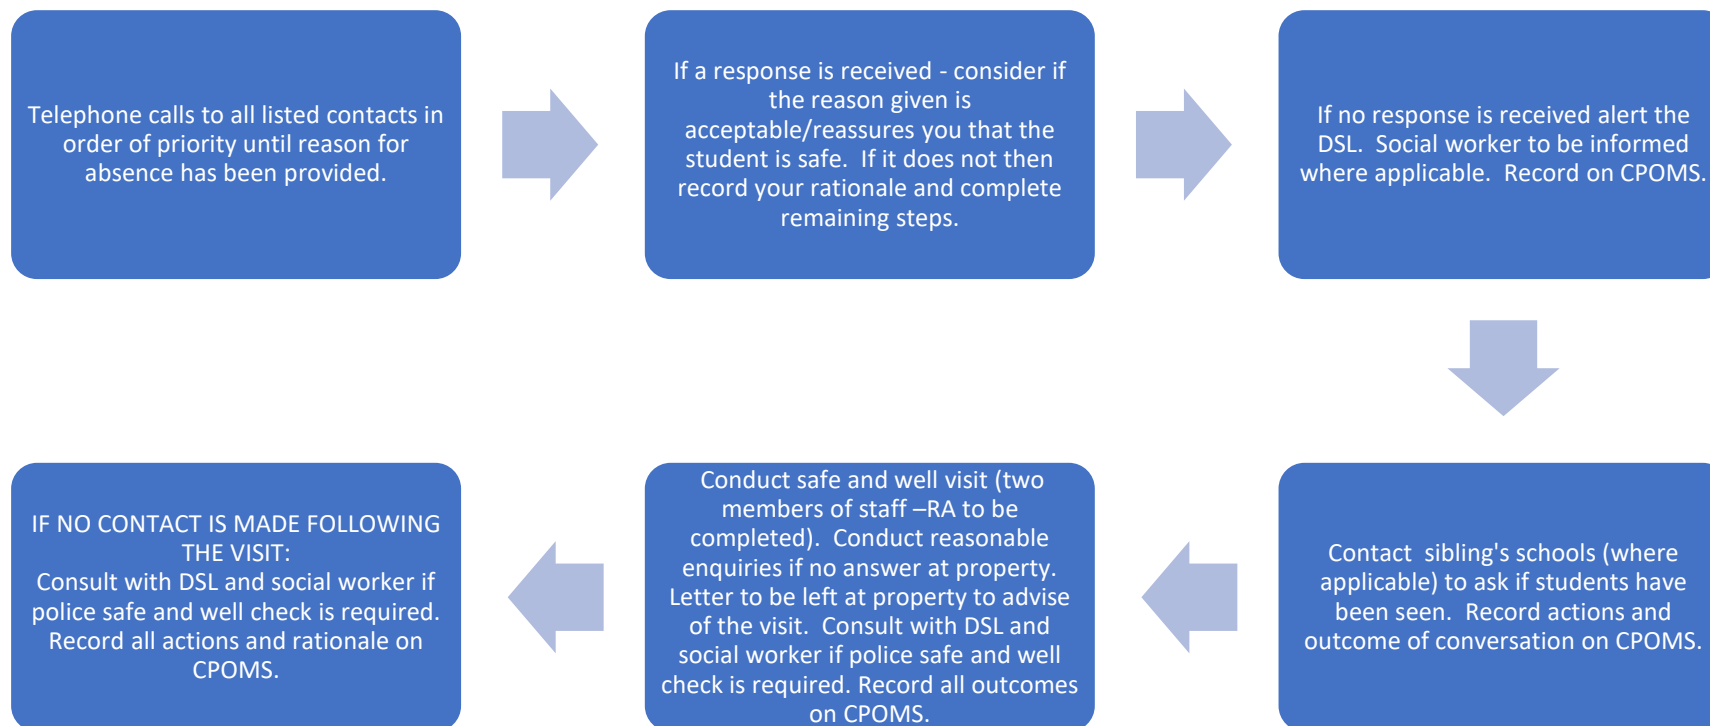 Telephone calls to all listed contacts in
order of priority until reason for
absence has been provided.
If a response is received - consider if
the reason given is
acceptable/reassures you that the
student is safe.  If it does not then
record your rationale and complete
remaining steps.
If no response is received alert the
DSL.  Social worker to be informed
where applicable.  Record on CPOMS.
Contact  sibling's schools (where
applicable) to ask if students have
been seen.  Record actions and
outcome of conversation on CPOMS.
Conduct safe and well visit (two
members of staff –RA to be
completed).  Conduct reasonable
enquiries if no answer at property.
Letter to be left at property to advise
of the visit.  Consult with DSL and
social worker if police safe and well
check is required. Record all outcomes
on CPOMS.
IF NO CONTACT IS MADE FOLLOWING
THE VISIT:
Consult with DSL and social worker if
police safe and well check is required.
Record all actions and rationale on
CPOMS.